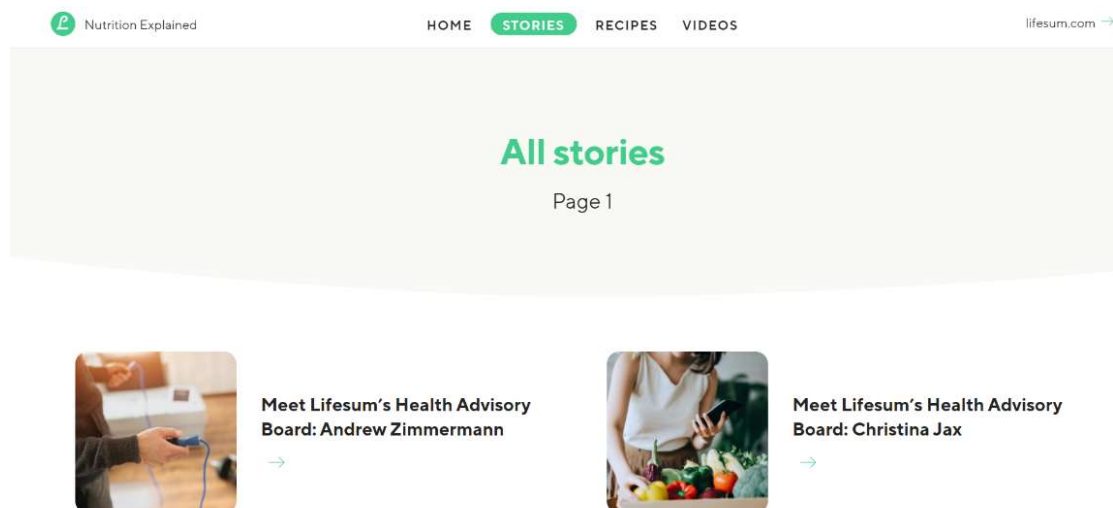 Nutrition Explained
HOME STORIES RECIPES VIDEOS
lifesum.com →
All stories
Page 1
Meet Lifesum’s Health Advisory
Board: Andrew Zimmermann
→
Meet Lifesum’s Health Advisory
Board: Christina Jax
→